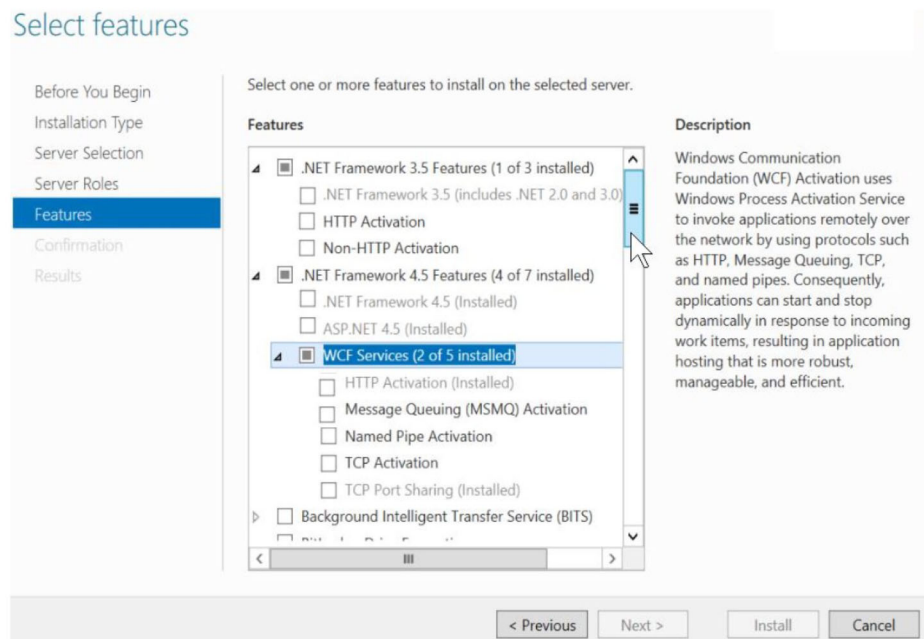 Select features
Before You Begin
Installation Type
Server Selection
Server Roles
Features
Confirmation
Results
Select one or more features to install on the selected server.
Features
.NET Framework 3.5 Features (1 of 3 installed)
.NET Framework 3.5 (includes .NET 2.0 and 3.0)
HTTP Activation
Non-HTTP Activation
.NET Framework 4.5 Features (4 of 7 installed)
.NET Framework 4.5 (Installed)
ASP.NET 4.5 (Installed)
WCF Services (2 of 5 installed)
HTTP Activation (Installed)
Message Queuing (MSMQ) Activation
Named Pipe Activation
TCP Activation
TCP Port Sharing (Installed)
Background Intelligent Transfer Service (BITS)
Description
Windows Communication
Foundation (WCF) Activation uses
Windows Process Activation Service
to invoke applications remotely over
the network by using protocols such
as HTTP, Message Queuing, TCP,
and named pipes. Consequently,
applications can start and stop
dynamically in response to incoming
work items, resulting in application
hosting that is more robust,
manageable, and efficient.
< Previous
Next >
Install
Cancel